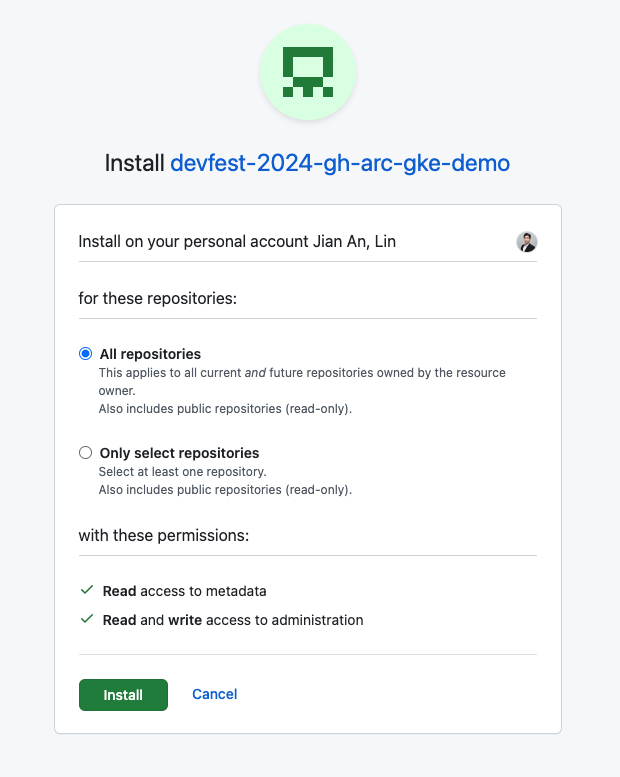 Install devfest-2024-gh-arc-gke-demo
Install on your personal account Jian An, Lin
for these repositories:
All repositories
This applies to all current and future repositories owned by the resource
owner.
Also includes public repositories (read-only).
Only select repositories
Select at least one repository.
Also includes public repositories (read-only).
with these permissions:
Read access to metadata
Read and write access to administration
Install Cancel